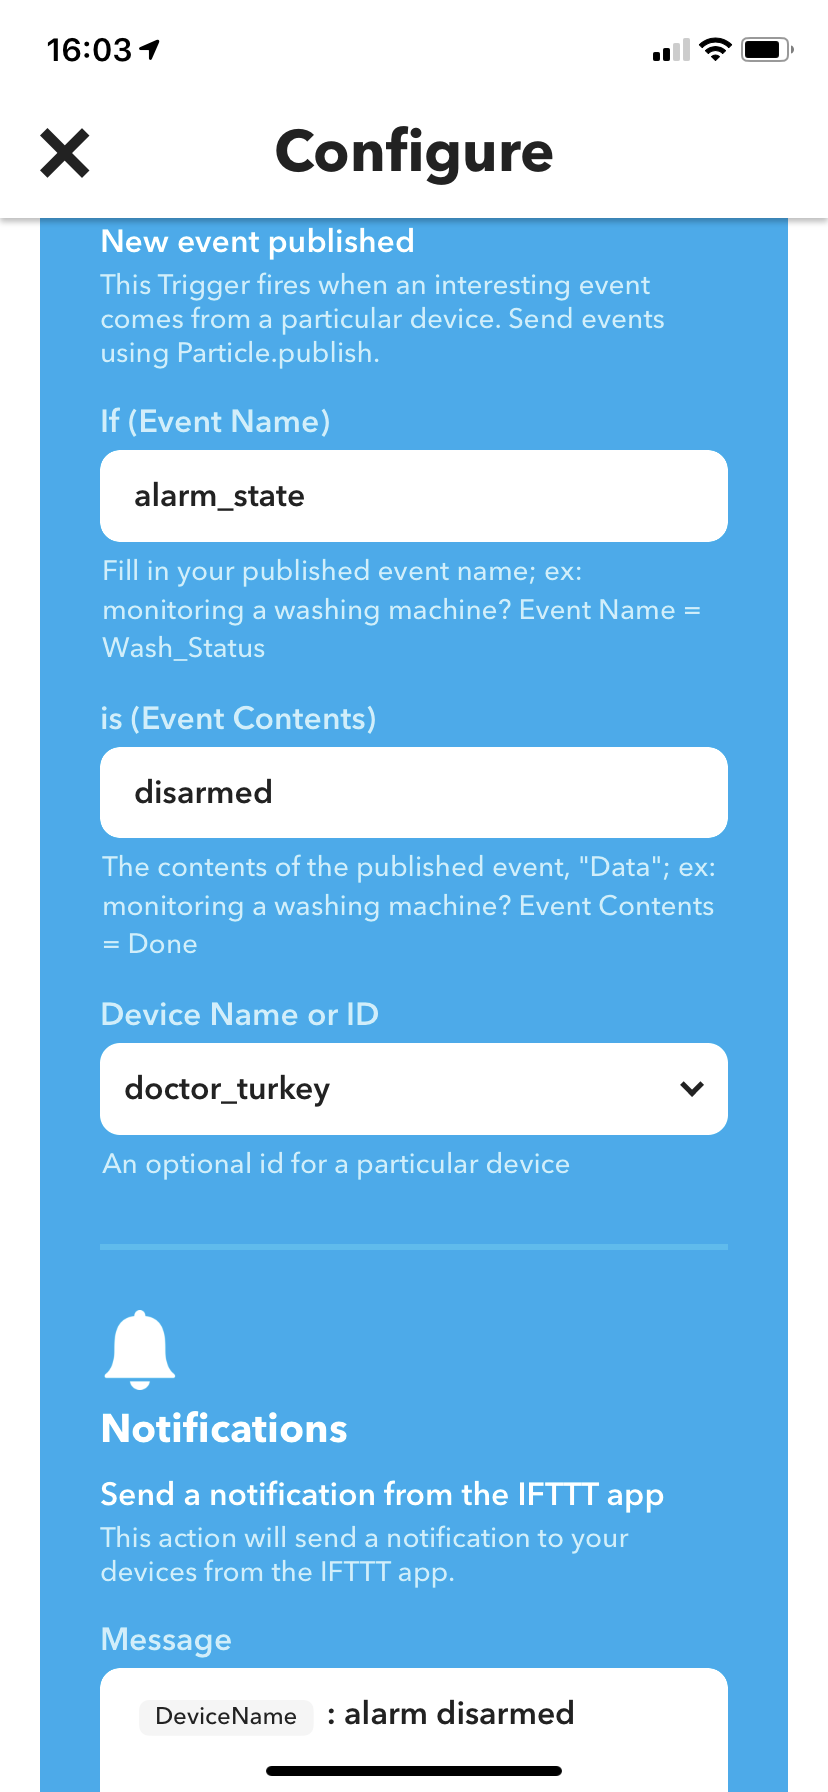 16:03
Configure
New event published
This Trigger fires when an interesting event
comes from a particular device. Send events
using Particle.publish.
If (Event Name)
alarm_state
Fill in your published event name; ex:
monitoring a washing machine? Event Name =
Wash_Status
is (Event Contents)
disarmed
The contents of the published event, "Data"; ex:
monitoring a washing machine? Event Contents
= Done
Device Name or ID
doctor_turkey
An optional id for a particular device
Notifications
Send a notification from the IFTTT app
This action will send a notification to your
devices from the IFTTT app.
Message
DeviceName : alarm disarmed